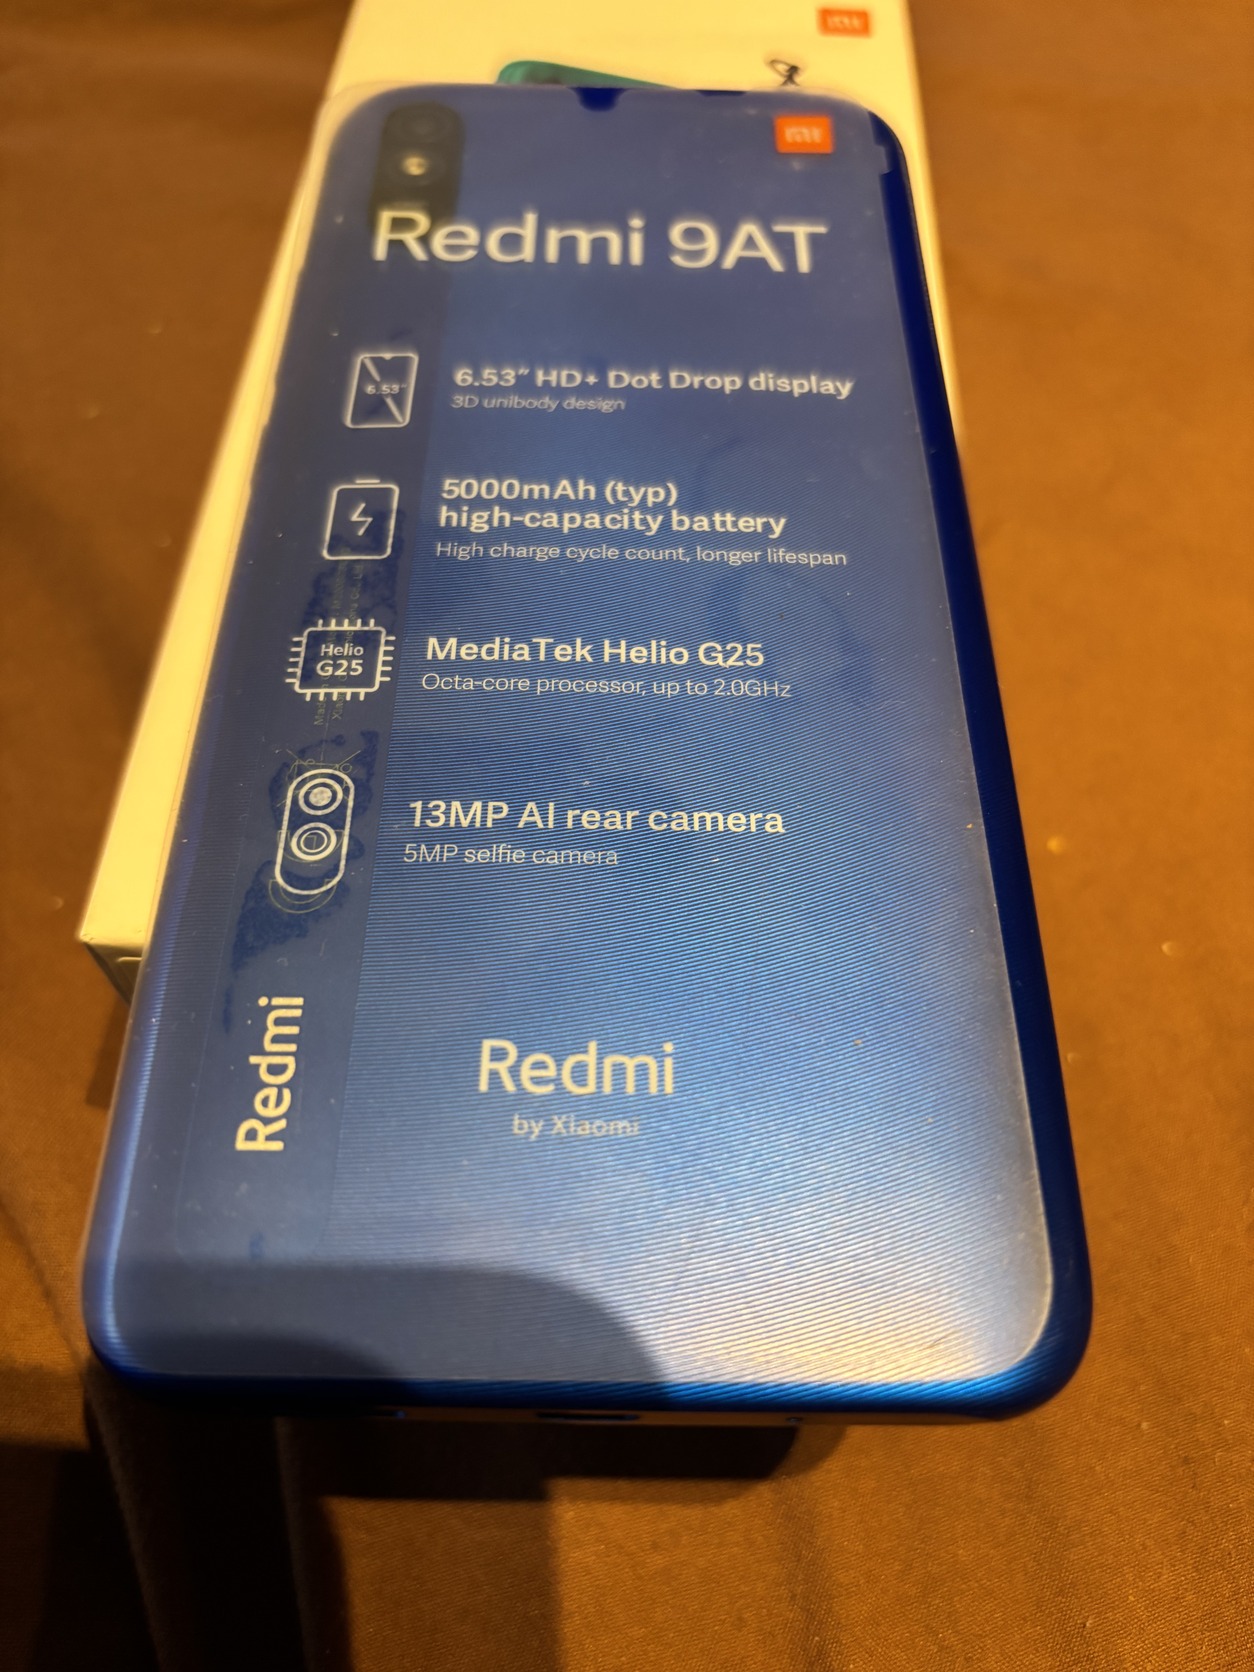 mi
mi
Redmi 9AT
6.53"
6.53" HD+ Dot Drop display
3D unibody design
5000mAh (typ)
high-capacity battery
High charge cycle count, longer lifespan
Helio
G25
MediaTek Helio G25
Octa-core processor, up to 2.0GHz
13MP AI rear camera
5MP selfie camera
Redmi
Redmi
by Xiaomi